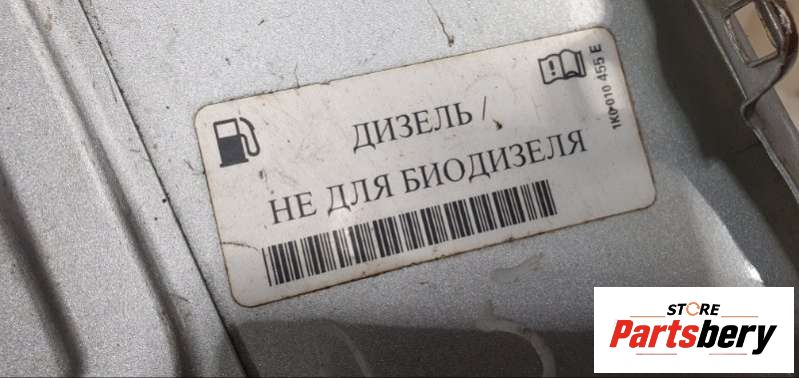 ДИЗЕЛЬ /
НЕ ДЛЯ БИОДИЗЕЛЯ
1K0 010 455 E
STORE
Partsbery